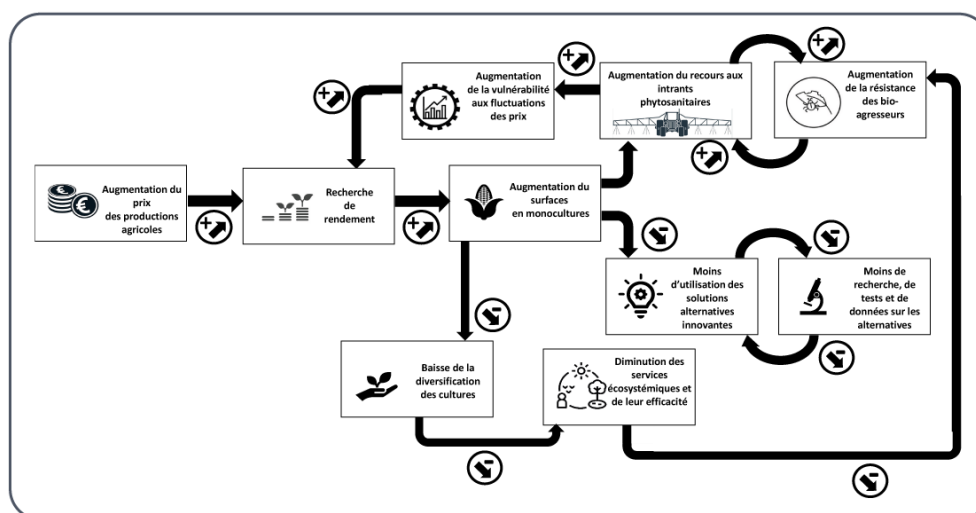 Augmentation
de la vulnérabilité
aux fluctuations
des prix
Augmentation du recours aux
intrants
phytosanitaires
Augmentation
de la résistance
des bio-
agresseurs
Augmentation du
prix
des productions
agricoles
Recherche
de
rendement
Augmentation du
surfaces
en monocultures
Moins
d'utilisation des
solutions
alternatives
innovantes
Moins de
recherche, de
tests et de
données sur les
alternatives
Baisse de la
diversification
des cultures
Diminution des
services
écosystémiques et
de leur efficacité